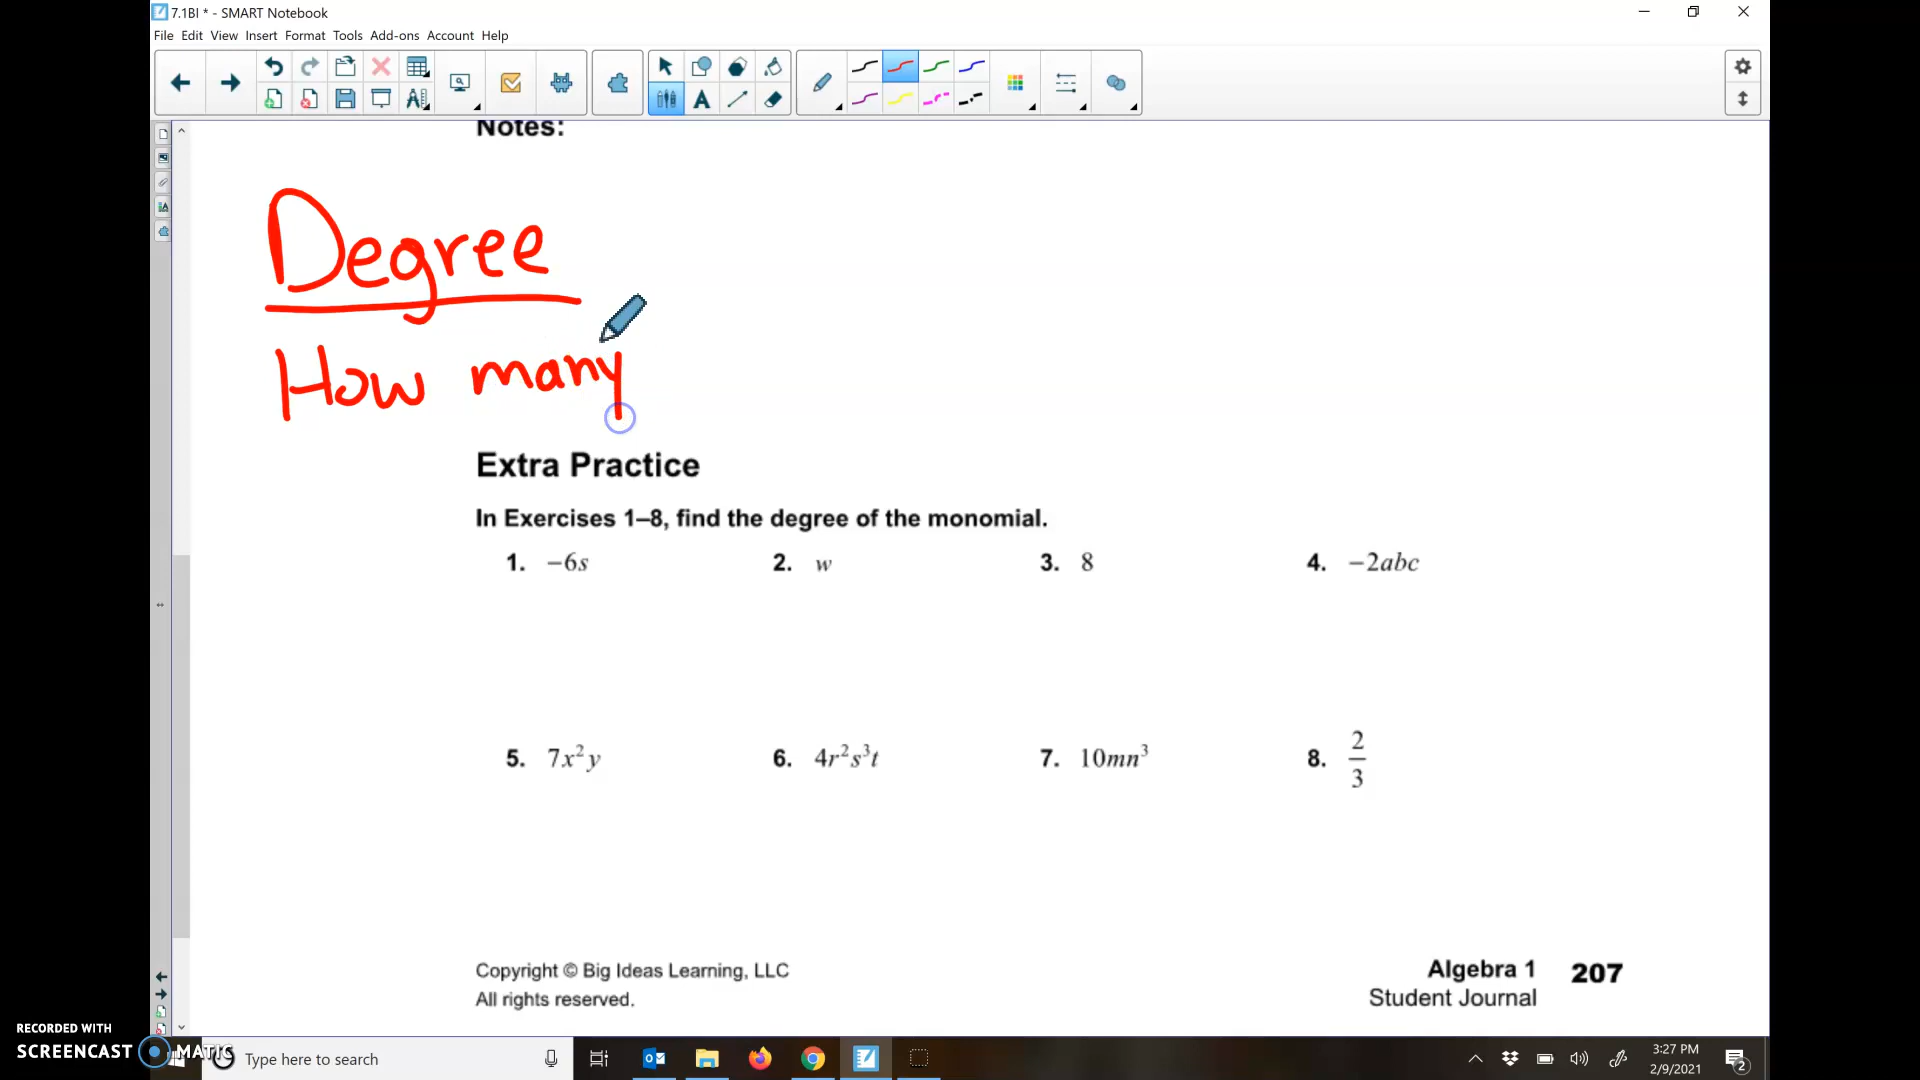 7.1BI * - SMART Notebook
File Edit View Insert Format Tools Add-ons Account Help
Notes:
Degree
How many
Extra Practice
In Exercises 1–8, find the degree of the monomial.
1. −6s 2. w 3. 8 4. −2abc
5. 7x²y 6. 4r²s³t 7. 10mn³ 8. 2/3
Copyright © Big Ideas Learning, LLC
All rights reserved.
Algebra 1 207
Student Journal
RECORDED WITH
SCREENCAST MATIC
Type here to search
3:27 PM
2/9/2021
2